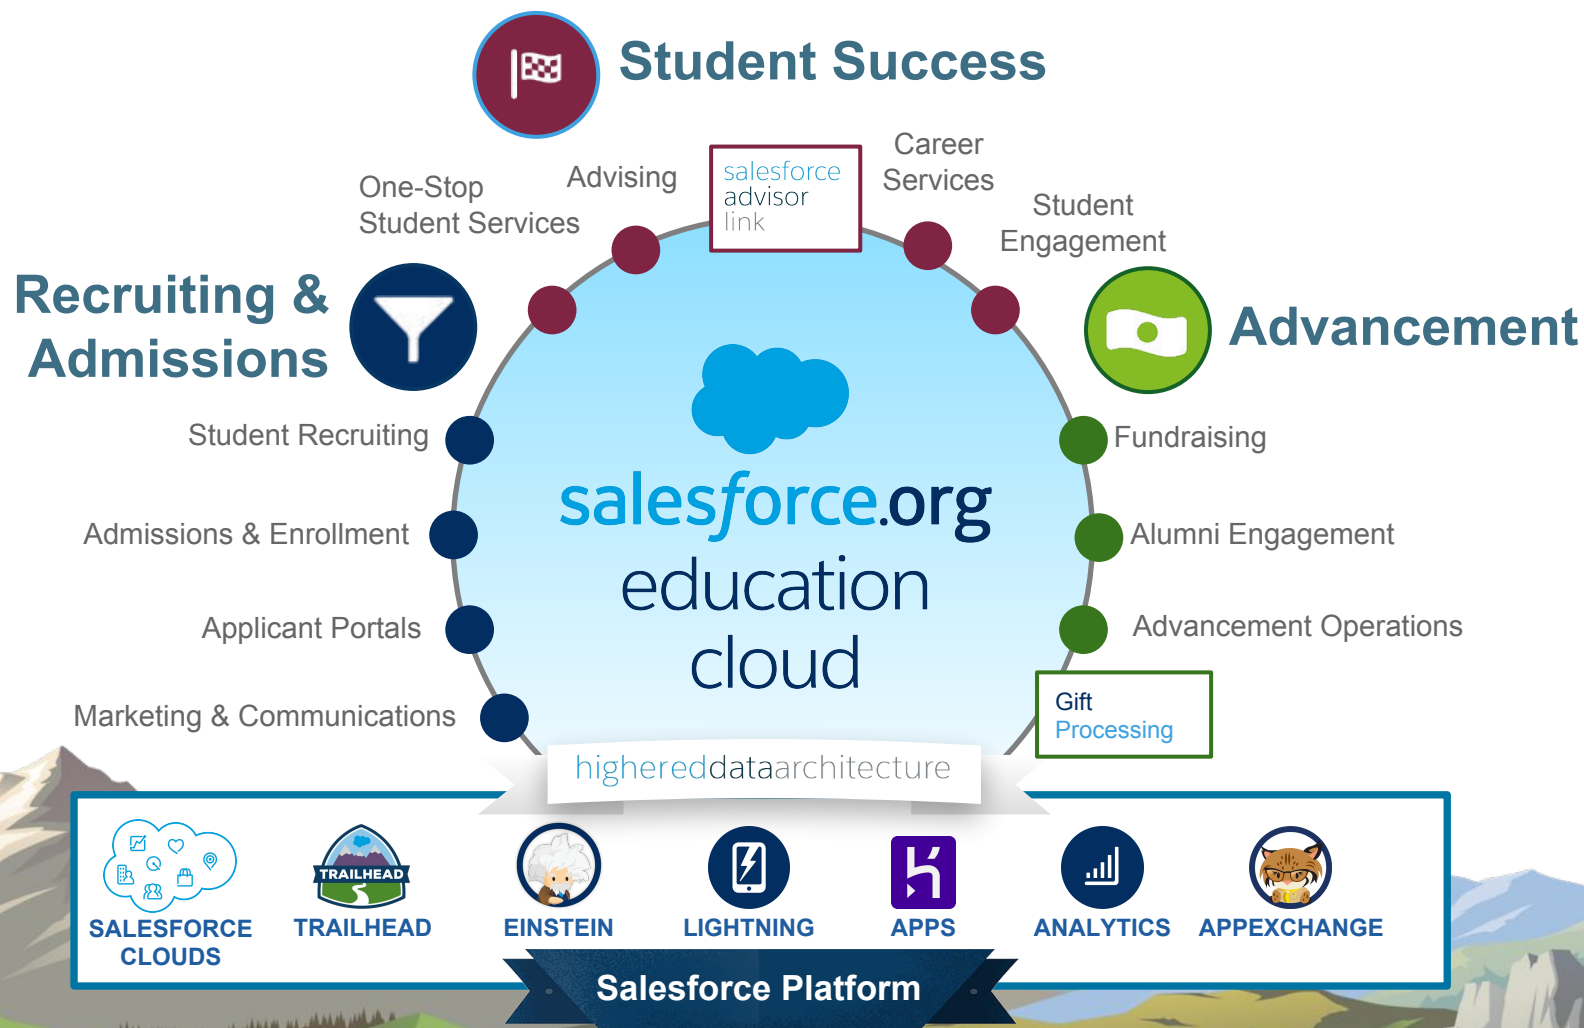 Student Success
Career
Services
Advising
salesforce
advisor
link
One-Stop
Student Services
Student
Engagement
Recruiting &
Admissions
Advancement
Student Recruiting
Fundraising
Admissions & Enrollment
Alumni Engagement
Applicant Portals
Advancement Operations
Marketing & Communications
Gift
Processing
salesforce.org
education
cloud
highereddataarchitecture
TRAILHEAD
SALESFORCE
CLOUDS
TRAILHEAD
EINSTEIN
LIGHTNING
APPS
ANALYTICS
APPEXCHANGE
Salesforce Platform